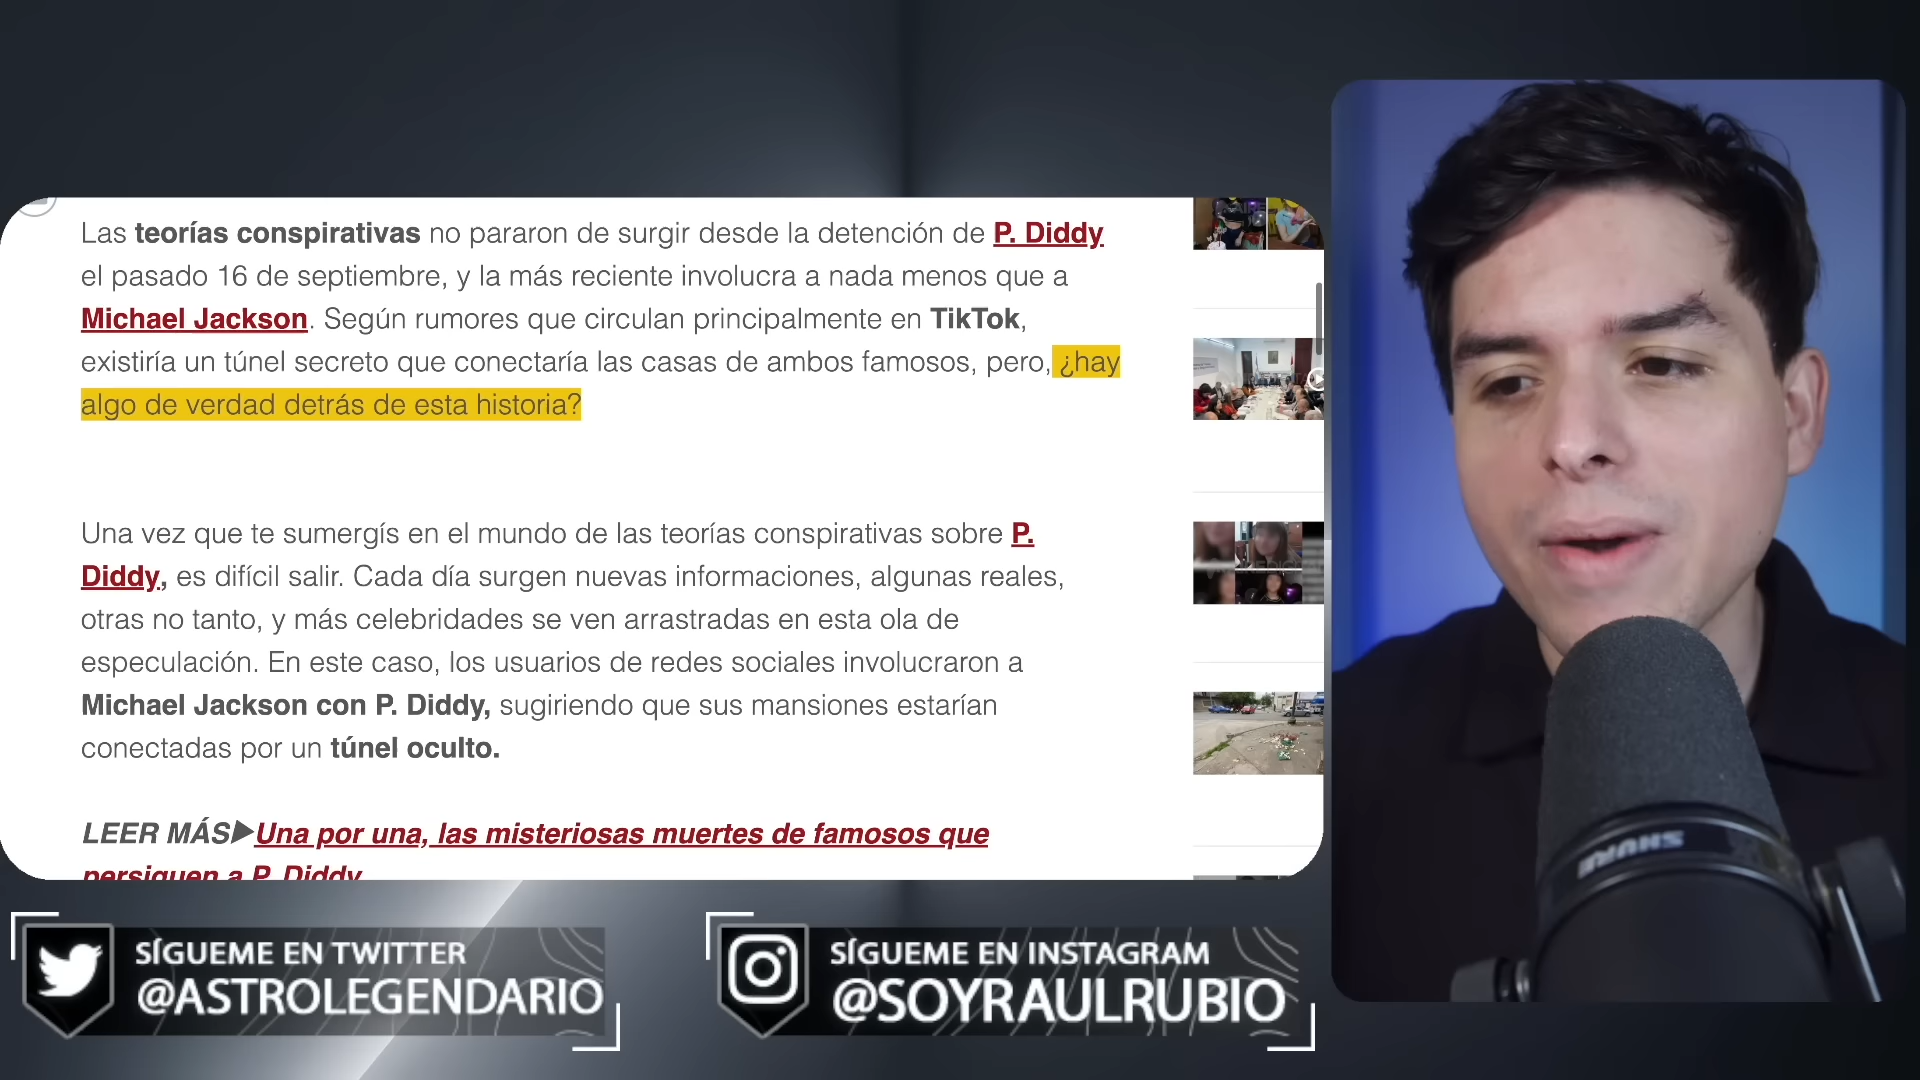 Las teorías conspirativas no pararon de surgir desde la detención de P. Diddy
el pasado 16 de septiembre, y la más reciente involucra a nada menos que a
Michael Jackson. Según rumores que circulan principalmente en TikTok,
existiría un túnel secreto que conectaría las casas de ambos famosos, pero, ¿hay
algo de verdad detrás de esta historia?
Una vez que te sumergís en el mundo de las teorías conspirativas sobre P.
Diddy, es difícil salir. Cada día surgen nuevas informaciones, algunas reales,
otras no tanto, y más celebridades se ven arrastradas en esta ola de
especulación. En este caso, los usuarios de redes sociales involucraron a
Michael Jackson con P. Diddy, sugiriendo que sus mansiones estarían
conectadas por un túnel oculto.
LEER MÁS▶Una por una, las misteriosas muertes de famosos que
persiguen a P. Diddy
SÍGUEME EN TWITTER
@ASTROLEGENDARIO
SÍGUEME EN INSTAGRAM
@SOYRAULRUBIO
SHURE